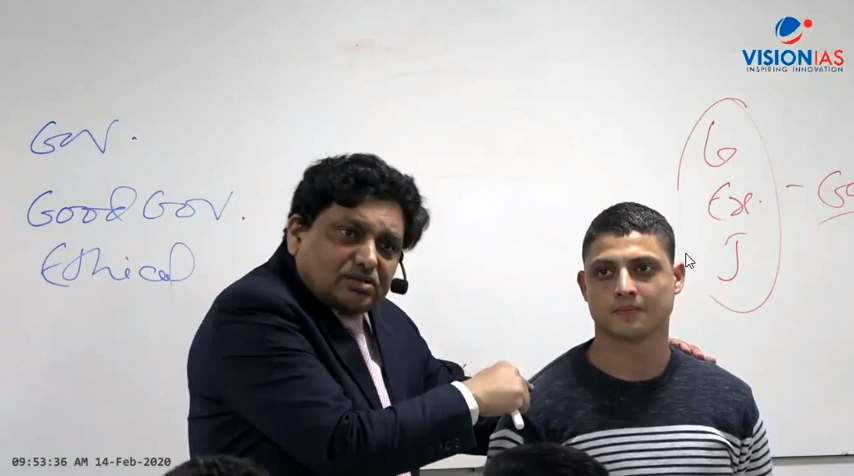 VISIONIAS
INSPIRING INNOVATION
Gov.
Good Gov.
Ethical
Ex.
J
09:53:36 AM 14-Feb-2020